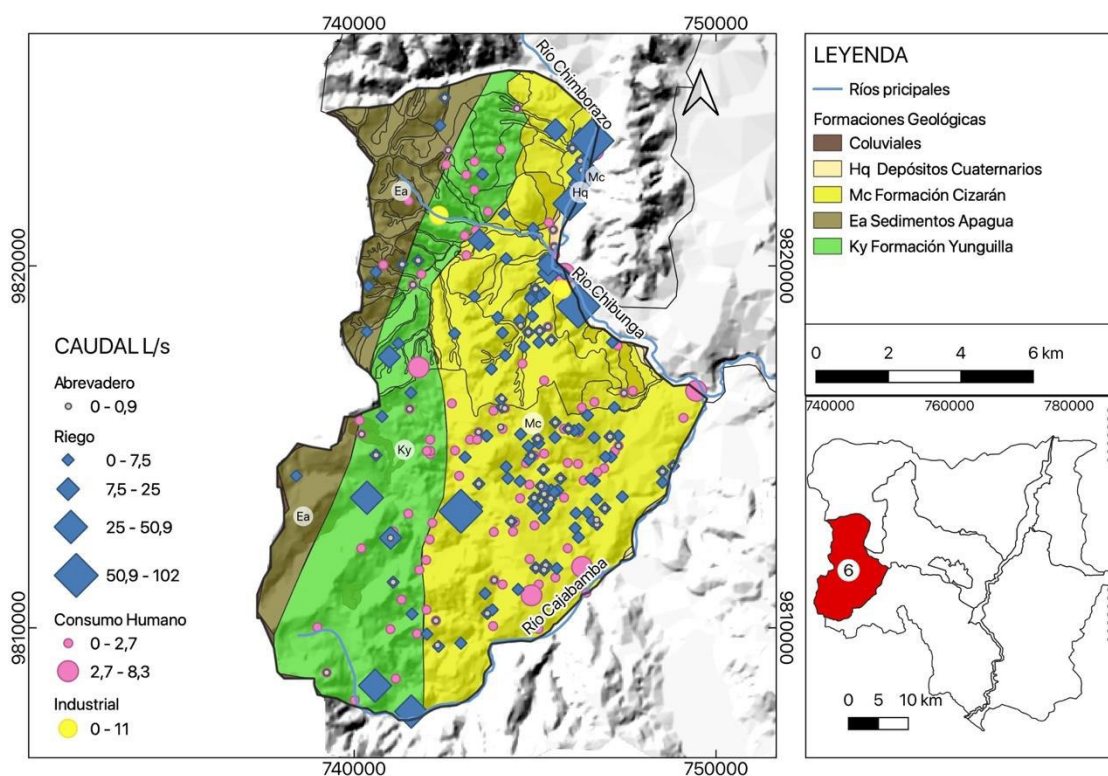 740000
750000
9820000
9820000
9810000
9810000
740000
750000
Río Chimborazo
Río Chibunga
Río Cajabamba
Ea
Mc
Hq
Ky
Mc
Ea
CAUDAL L/s
Abrevadero
0 - 0,9
Riego
0 - 7,5
7,5 - 25
25 - 50,9
50,9 - 102
Consumo Humano
0 - 2,7
2,7 - 8,3
Industrial
0 - 11
LEYENDA
Ríos pricipales
Formaciones Geológicas
Coluviales
Hq Depósitos Cuaternarios
Mc Formación Cizarán
Ea Sedimentos Apagua
Ky Formación Yunguilla
0 2 4 6 km
740000 760000 780000
6
0 5 10 km